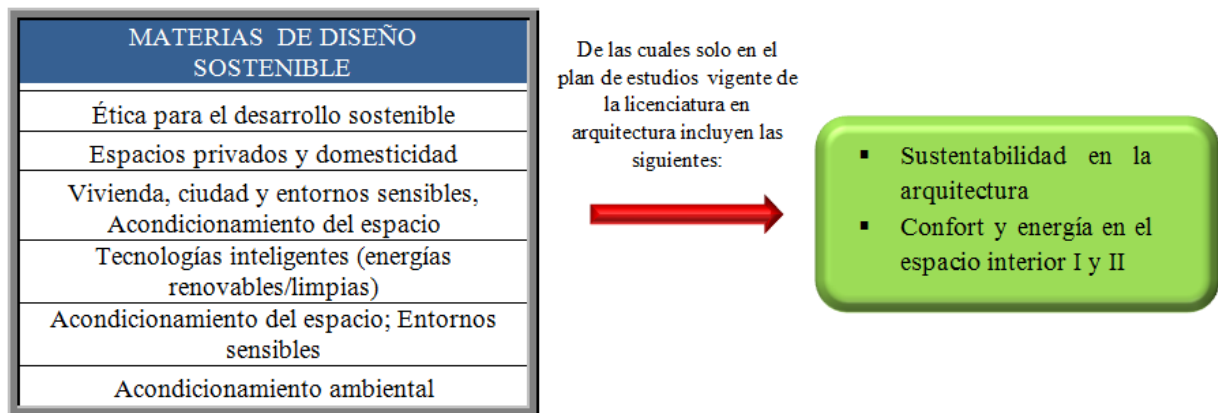 MATERIAS DE DISEÑO
SOSTENIBLE
Ética para el desarrollo sostenible
Espacios privados y domesticidad
Vivienda, ciudad y entornos sensibles,
Acondicionamiento del espacio
Tecnologías inteligentes (energías
renovables/limpias)
Acondicionamiento del espacio; Entornos
sensibles
Acondicionamiento ambiental
De las cuales solo en el
plan de estudios vigente de
la licenciatura en
arquitectura incluyen las
siguientes:
▪ Sustentabilidad en la
arquitectura
▪ Confort y energía en el
espacio interior I y II